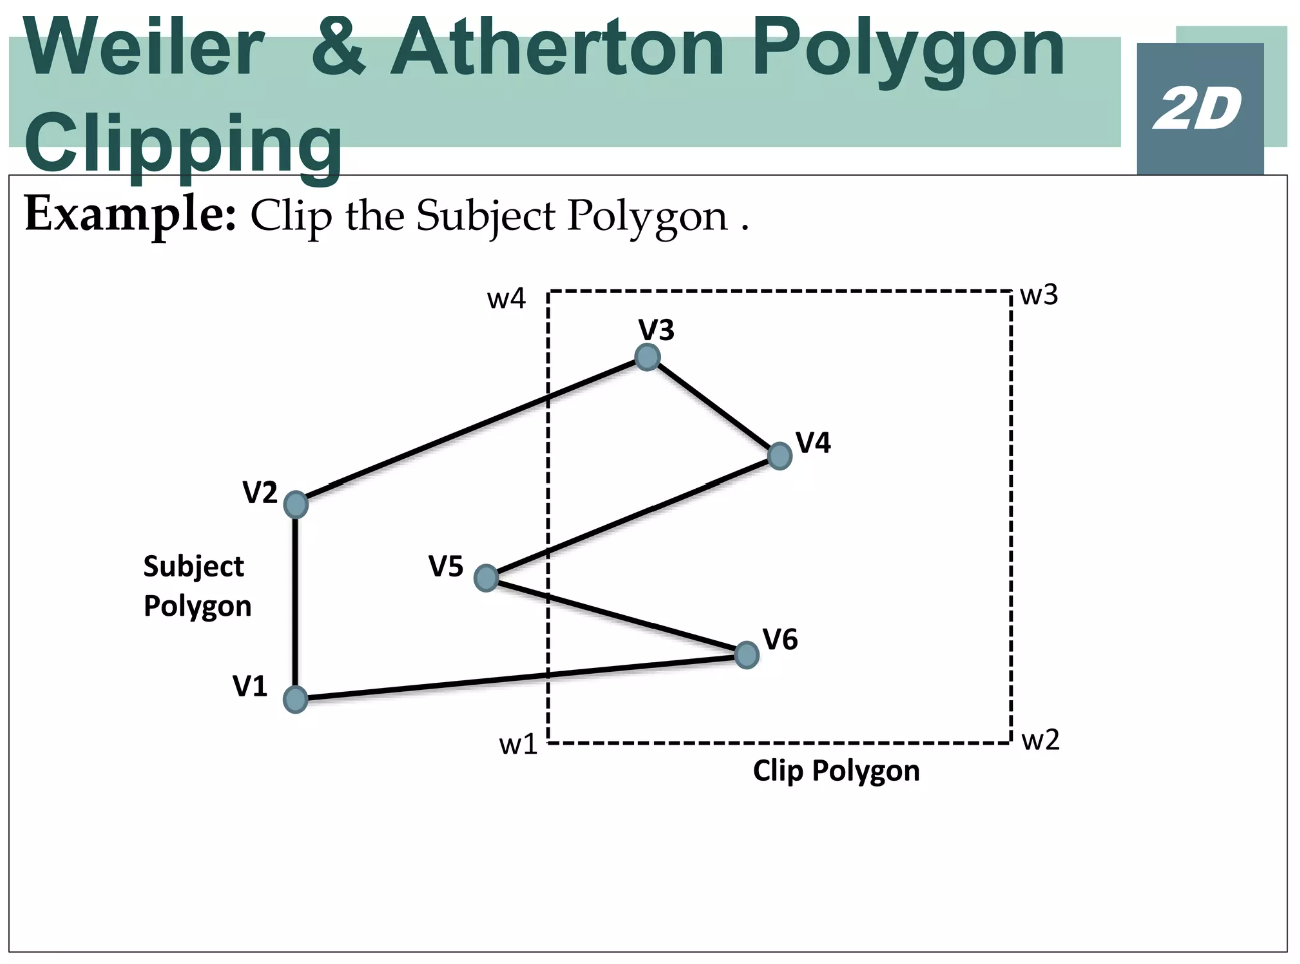 Weiler & Atherton Polygon
Clipping
2D
Example: Clip the Subject Polygon .
w4
w3
V3
V4
V2
V5
Subject
Polygon
V6
V1
w1
w2
Clip Polygon